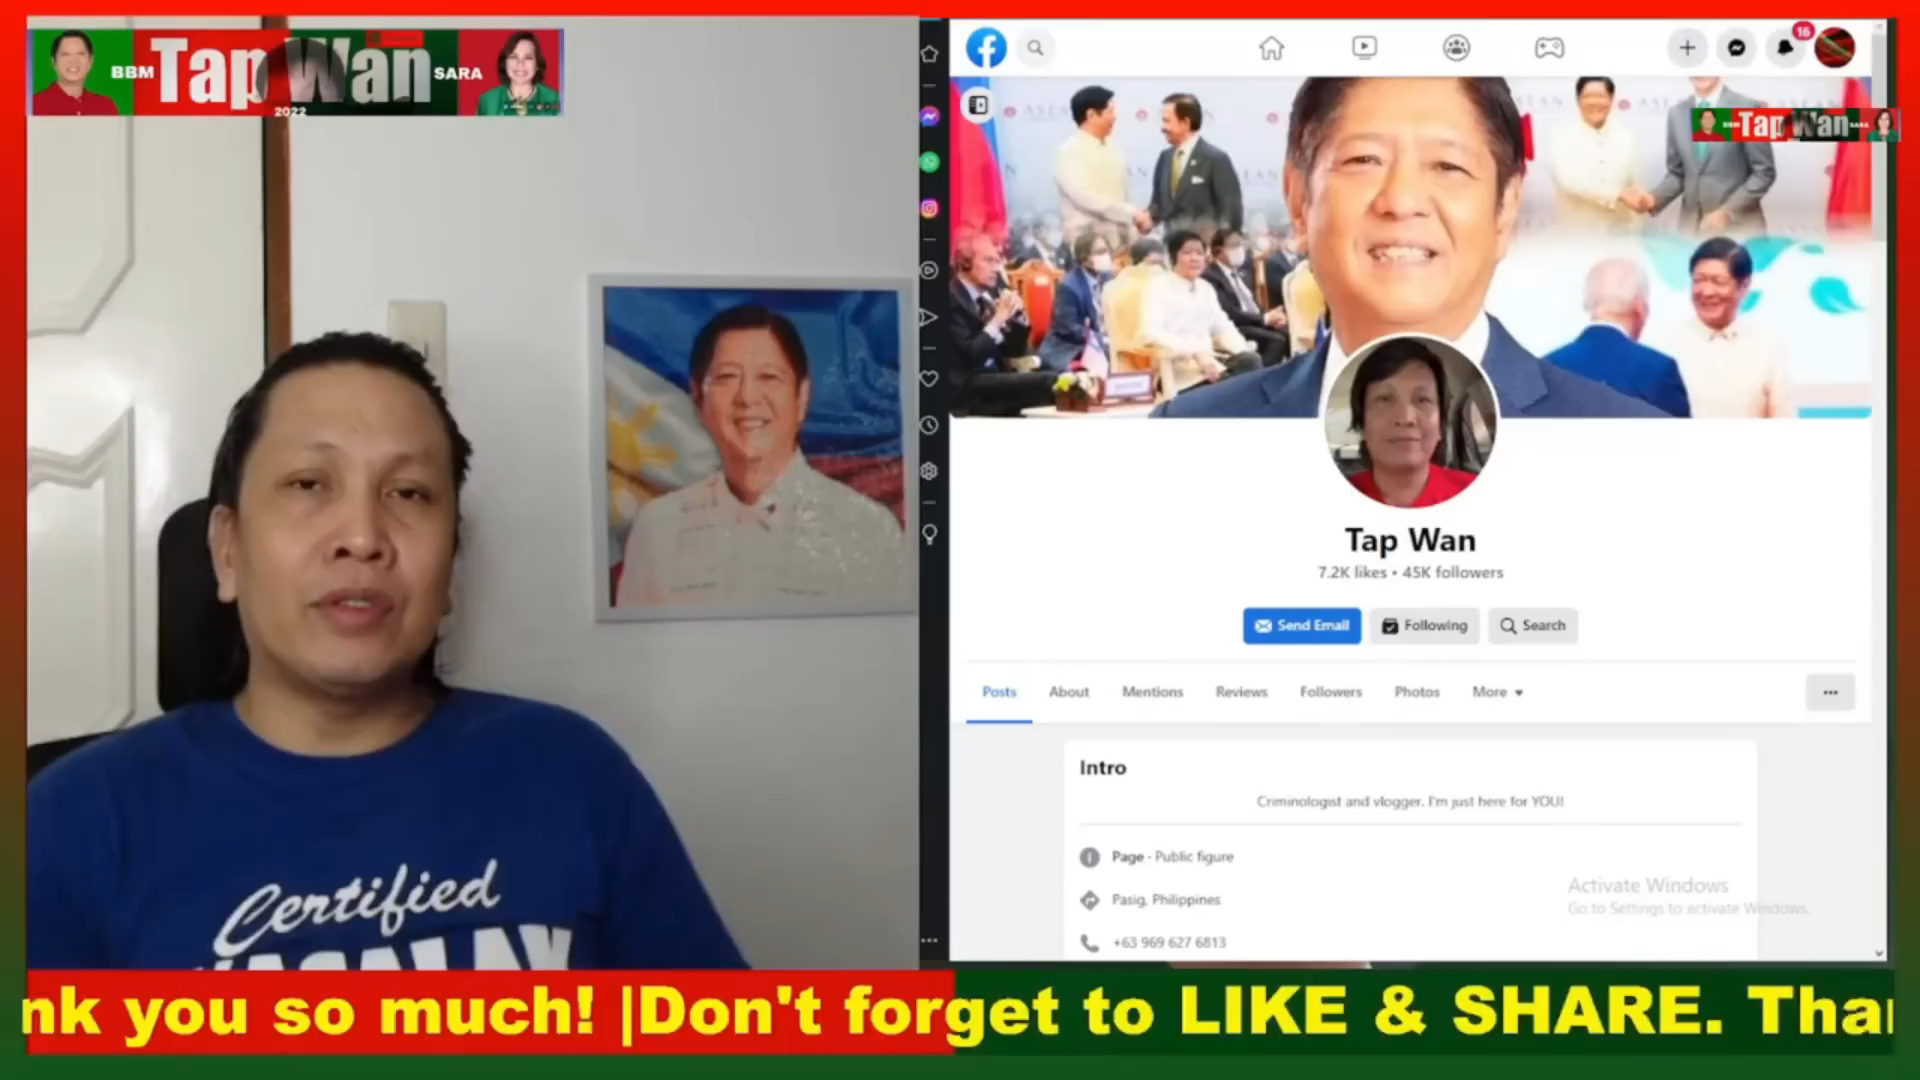 BBM Tap Wan SARA
2022
16
Tap Wan
Tap Wan
7.2K likes • 45K followers
Send Email
Following
Search
Posts
About
Mentions
Reviews
Followers
Photos
More
Intro
Criminologist and vlogger. I'm just here for YOU!
Page · Public figure
Pasig, Philippines
+63 969 627 6813
Activate Windows
Go to Settings to activate Windows.
Certified
nk you so much! |Don't forget to LIKE & SHARE. Tha